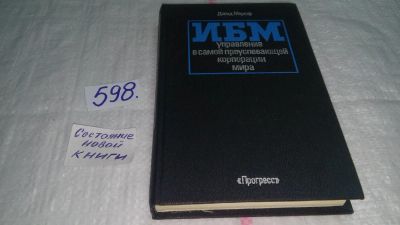 598.
Состояние
новой
книги
Дэвид Мерсер
ИБМ
управление
в самой преуспевающей
корпорации
мира
«Прогресс»